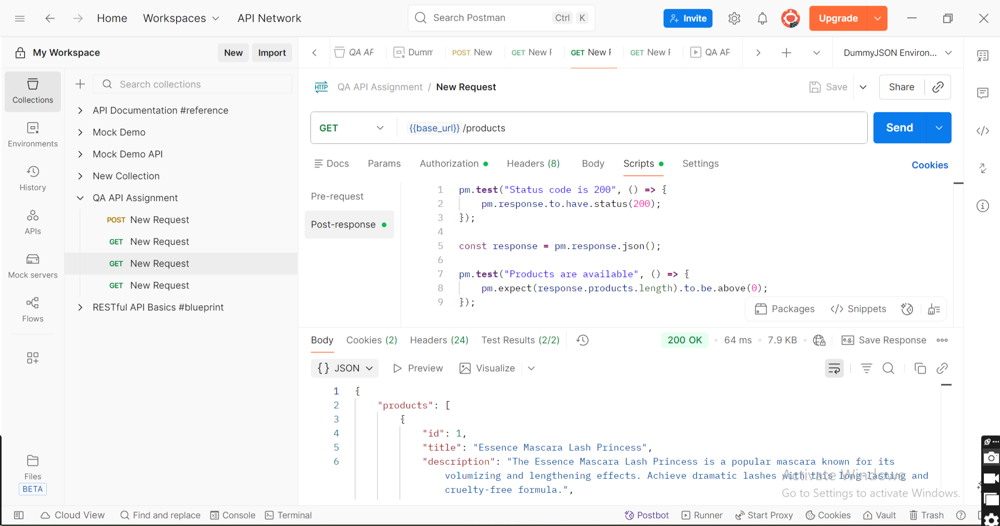 Home Workspaces API Network Search Postman Ctrl K Invite Upgrade
My Workspace New Import
QA AP Dumm POST New GET New F GET New F GET New F QA AP DummyJSON Environ...
Collections
Environments
History
APIs
Mock servers
Flows
Files
BETA
Search collections
API Documentation #reference
Mock Demo
Mock Demo API
New Collection
QA API Assignment
POST New Request
GET New Request
GET New Request
GET New Request
RESTful API Basics #blueprint
HTTP QA API Assignment / New Request Save Share
GET {{base_url}} /products Send
Docs Params Authorization Headers (8) Body Scripts Settings Cookies
Pre-request
Post-response
1 pm.test("Status code is 200", () => {
2 pm.response.to.have.status(200);
3 });
4
5 const response = pm.response.json();
6
7 pm.test("Products are available", () => {
8 pm.expect(response.products.length).to.be.above(0);
9 });
Packages </> Snippets
Body Cookies (2) Headers (24) Test Results (2/2) 200 OK • 64 ms • 7.9 KB • e.g. Save Response
{} JSON Preview Visualize
1 {
2 "products": [
3 {
4 "id": 1,
5 "title": "Essence Mascara Lash Princess",
6 "description": "The Essence Mascara Lash Princess is a popular mascara known for its
volumizing and lengthening effects. Achieve dramatic lashes with this long-lasting and
cruelty-free formula.",
Activate Windows
Go to Settings to activate Windows.
Cloud View Find and replace Console Terminal Postbot Runner Start Proxy Cookies Vault Trash